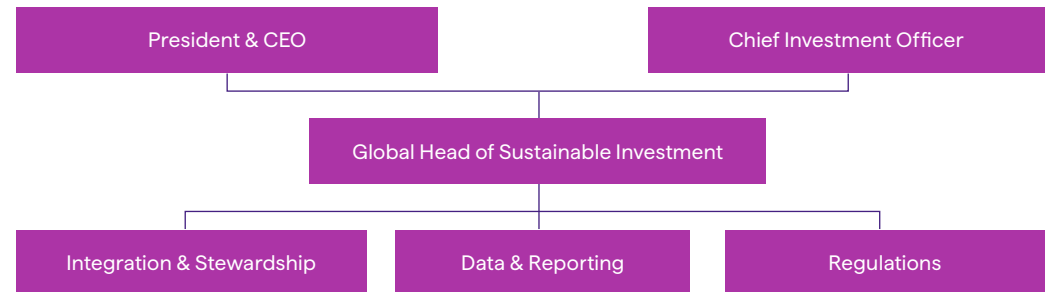 President & CEO
Chief Investment Officer
Global Head of Sustainable Investment
Integration & Stewardship
Data & Reporting
Regulations